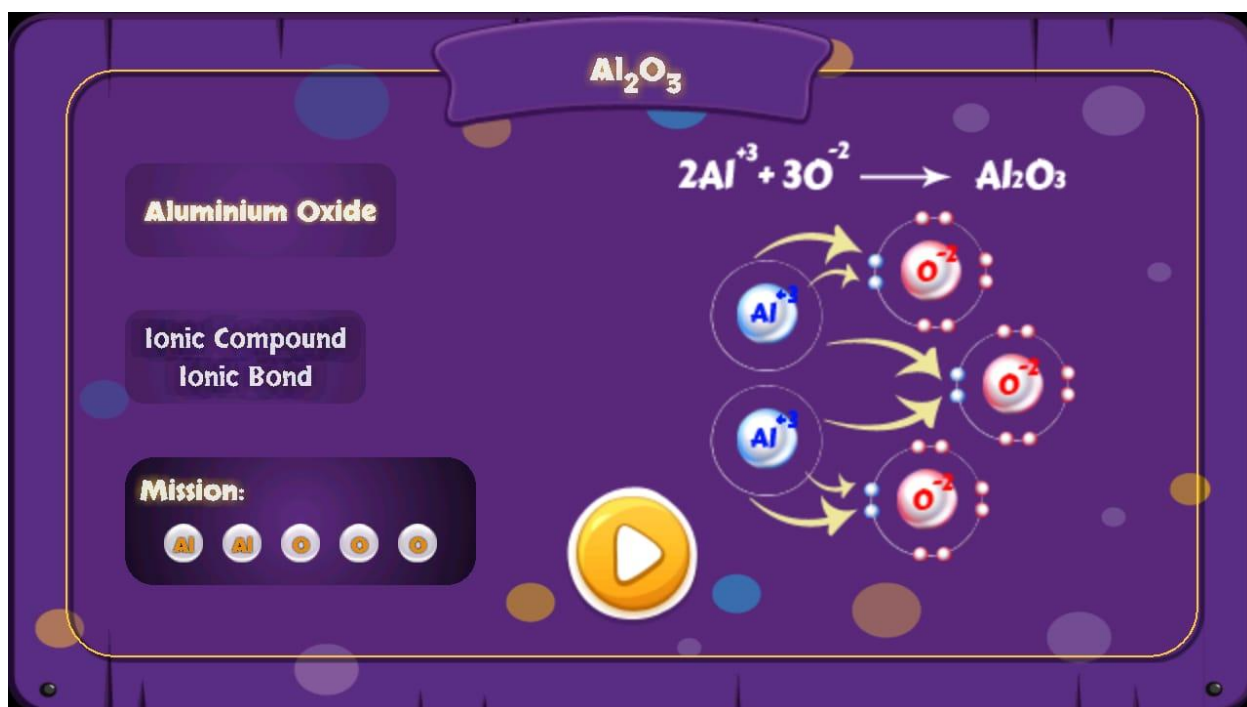 Al₂O₃
2Al⁺³ + 3O⁻² ⟶ Al₂O₃
Aluminium Oxide
Ionic Compound
Ionic Bond
Mission:
Al Al O O O
Al⁺³
Al⁺³
O⁻²
O⁻²
O⁻²